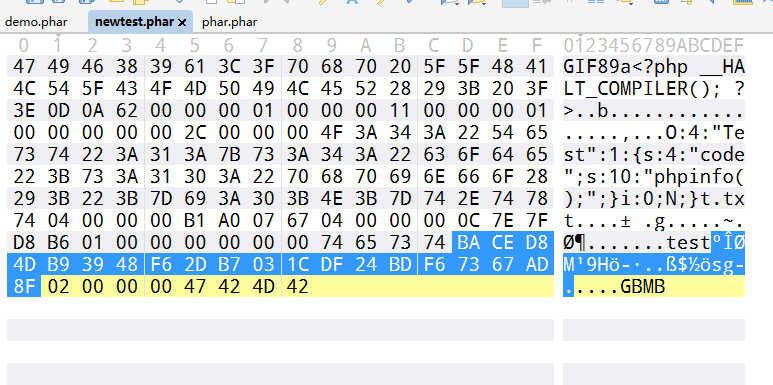 demo.phar newtest.phar × phar.phar
0 1 2 3 4 5 6 7 8 9 A B C D E F 0123456789ABCDEF
47 49 46 38 39 61 3C 3F 70 68 70 20 5F 5F 48 41 GIF89a<?php __HA
4C 54 5F 43 4F 4D 50 49 4C 45 52 28 29 3B 20 3F LT_COMPILER(); ?
3E 0D 0A 62 00 00 00 01 00 00 00 11 00 00 00 01 >..b............
00 00 00 00 00 2C 00 00 00 4F 3A 34 3A 22 54 65 .....,...O:4:"Te
73 74 22 3A 31 3A 7B 73 3A 34 3A 22 63 6F 64 65 st":1:{s:4:"code
22 3B 73 3A 31 30 3A 22 70 68 70 69 6E 66 6F 28 ";s:10:"phpinfo(
29 3B 22 3B 7D 69 3A 30 3B 4E 3B 7D 74 2E 74 78 );";}i:0;N;}t.tx
74 04 00 00 00 B1 A0 07 67 04 00 00 00 0C 7E 7F t....± .g.....~.
D8 B6 01 00 00 00 00 00 00 74 65 73 74 BA CE D8 Ø¶.......testºÎØ
4D B9 39 48 F6 2D B7 03 1C DF 24 BD F6 73 67 AD M¹9Hö-·..ß$½ösg-
8F 02 00 00 00 47 42 4D 42 .....GBMB